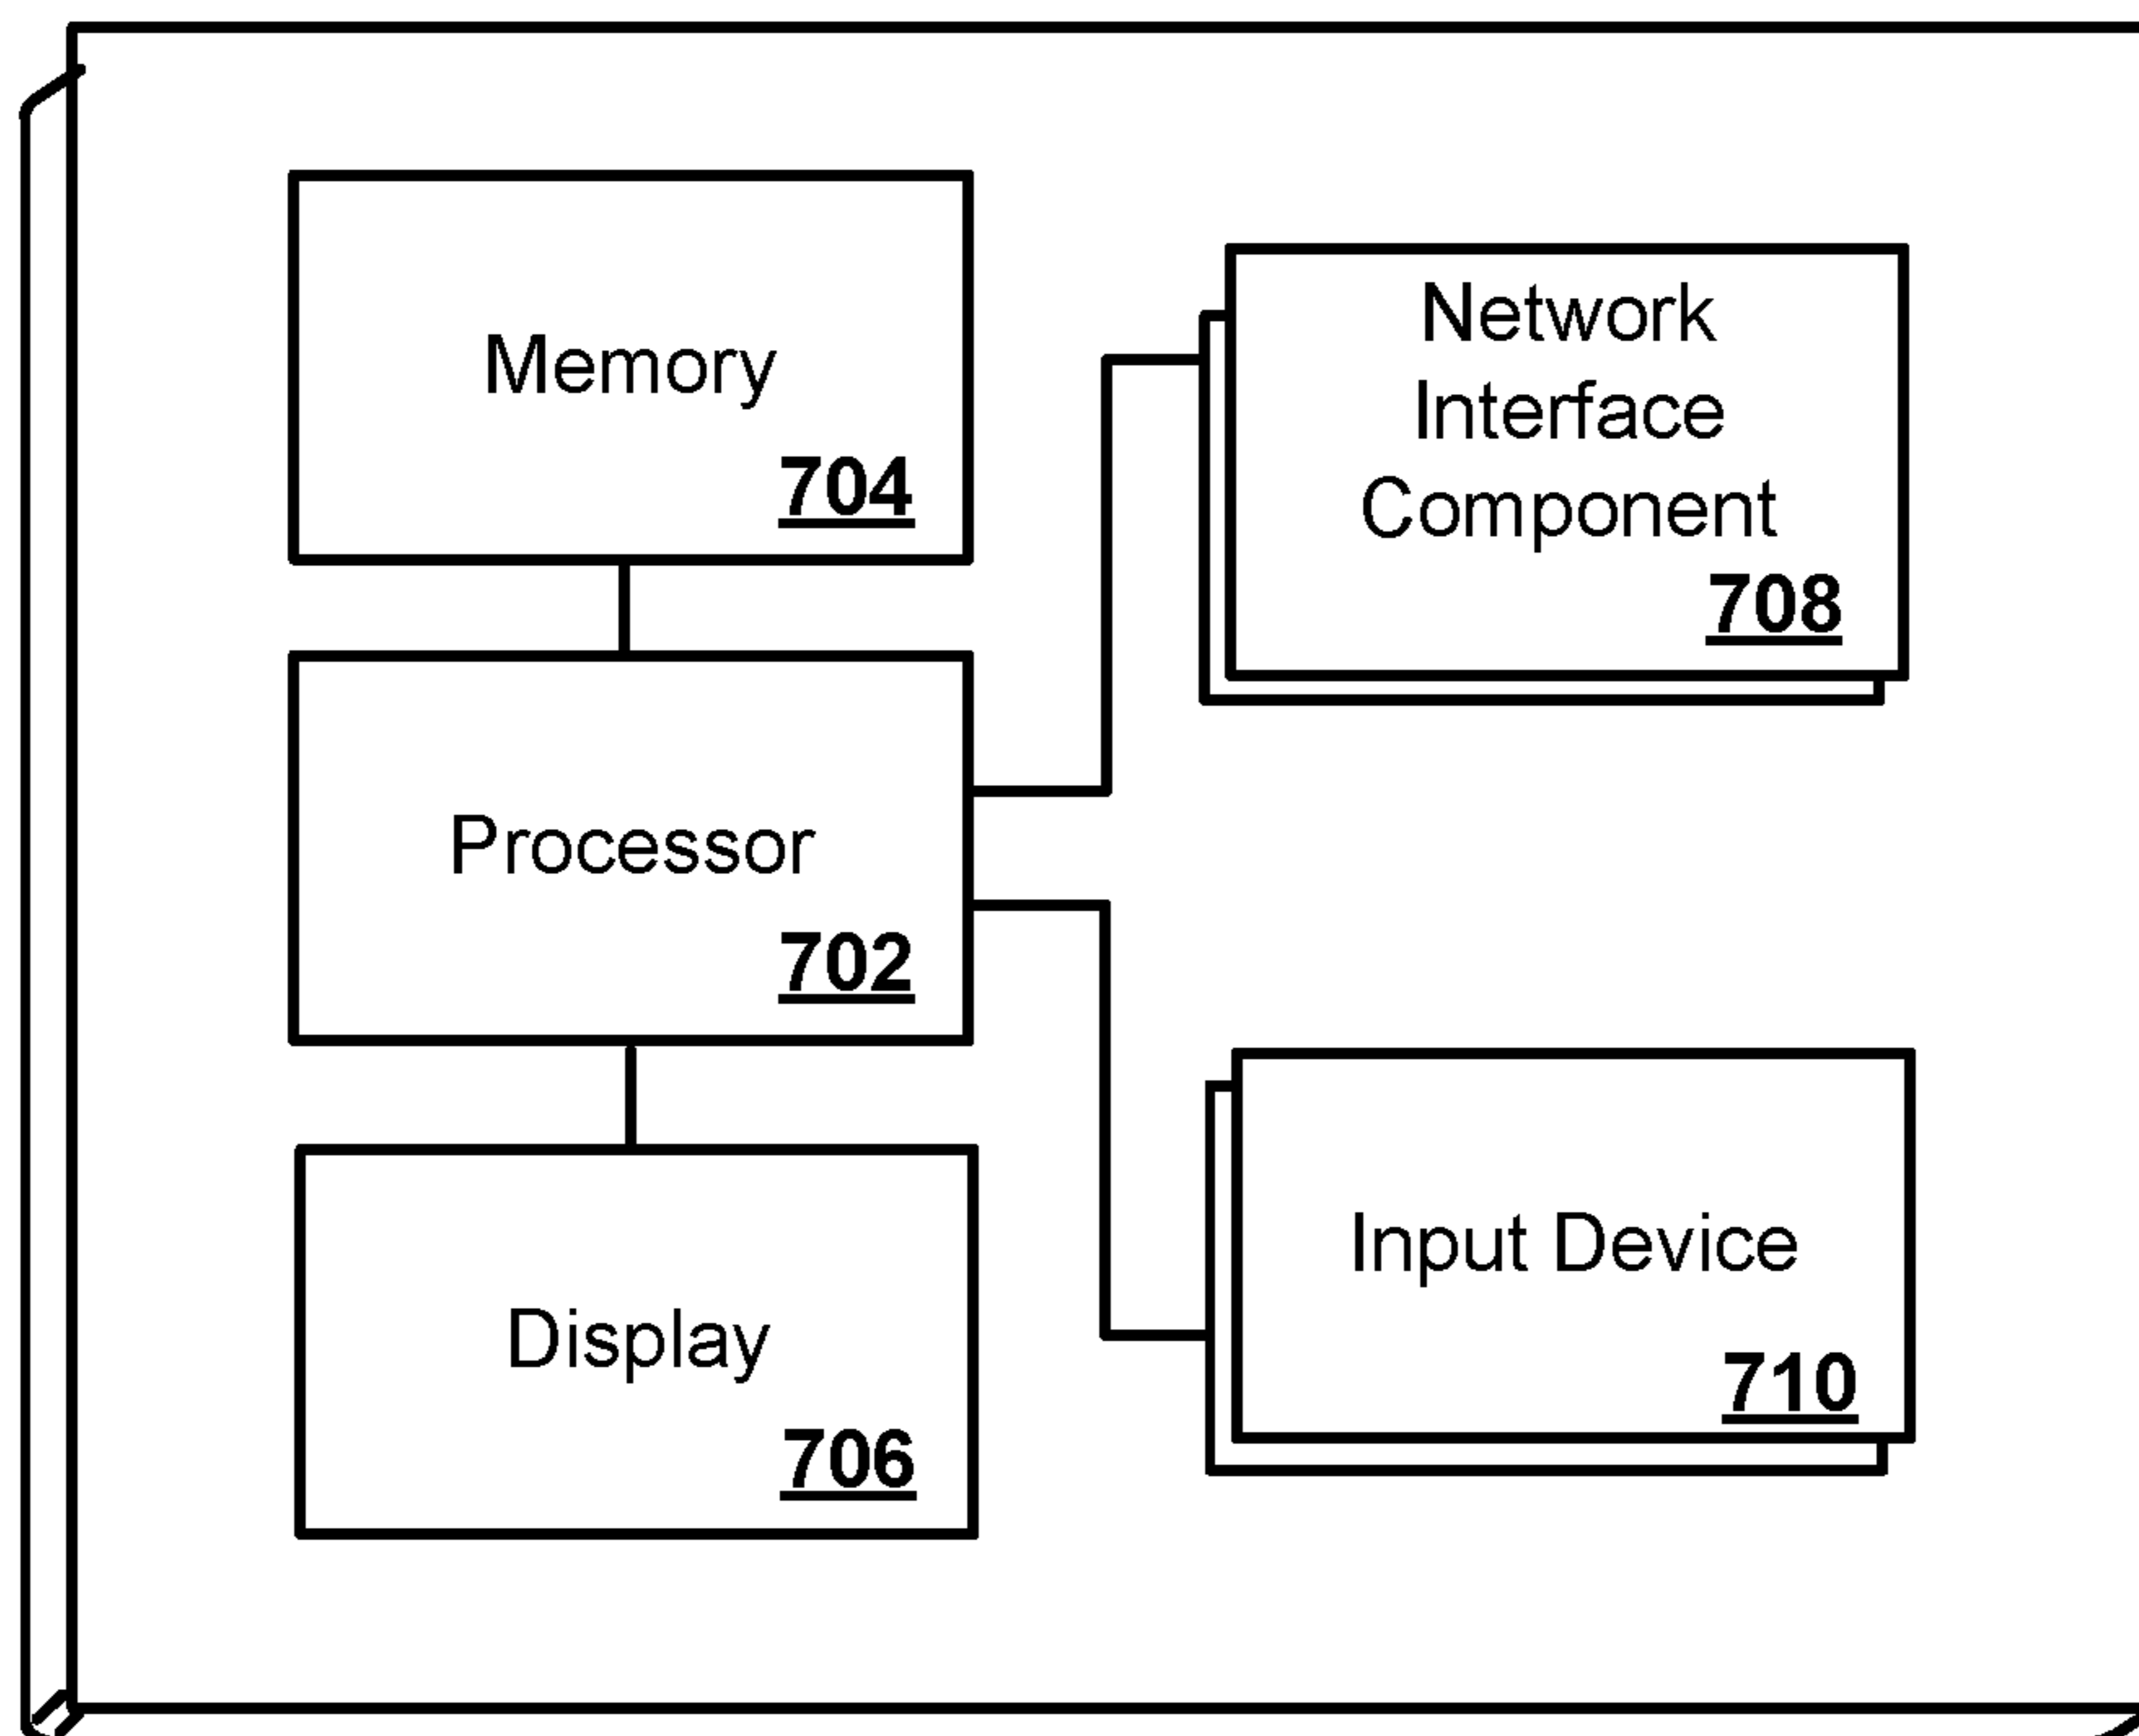 Memory
704
Network
Interface
Component
708
Processor
702
Input Device
710
Display
706